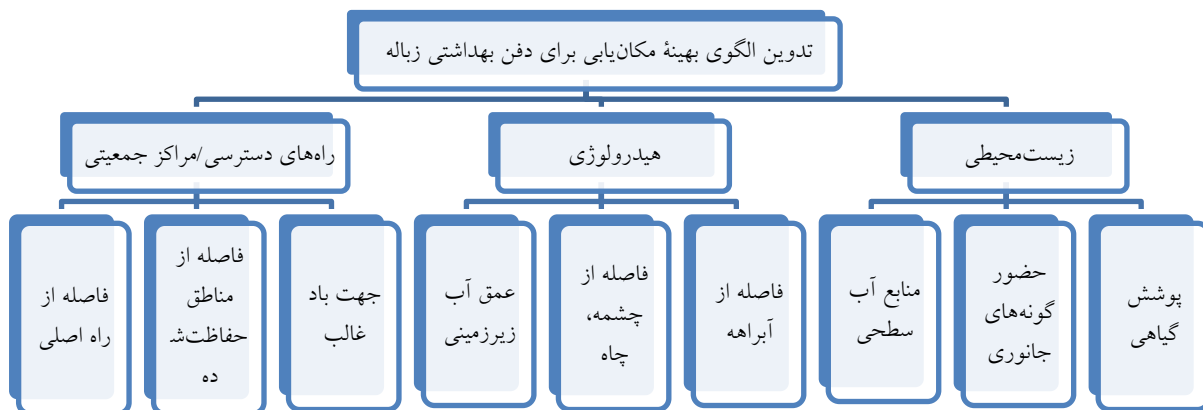 تدوین الگوی بهینهٔ مکان‌یابی برای دفن بهداشتی زباله
زیست‌محیطی
هیدرولوژی
راه‌های دسترسی/مراکز جمعیتی
پوشش
گیاهی
حضور
گونه‌های
جانوری
منابع آب
سطحی
فاصله از
آبراهه
فاصله از
چشمه،
چاه
عمق آب
زیرزمینی
جهت باد
غالب
فاصله از
مناطق
حفاظت‌ش
ده
فاصله از
راه اصلی